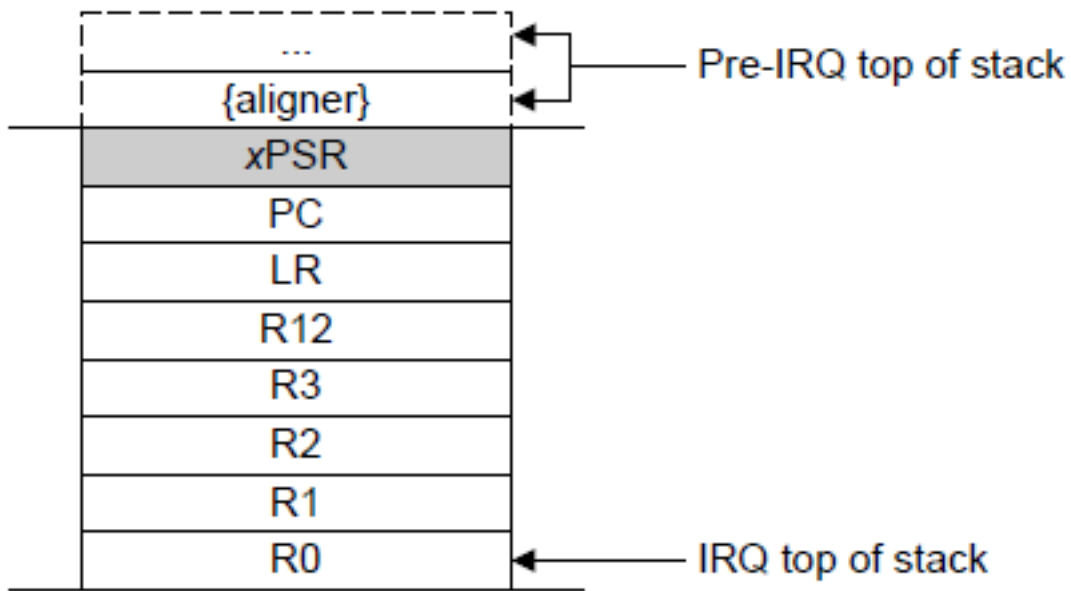 ...
Pre-IRQ top of stack
{aligner}
xPSR
PC
LR
R12
R3
R2
R1
R0
IRQ top of stack